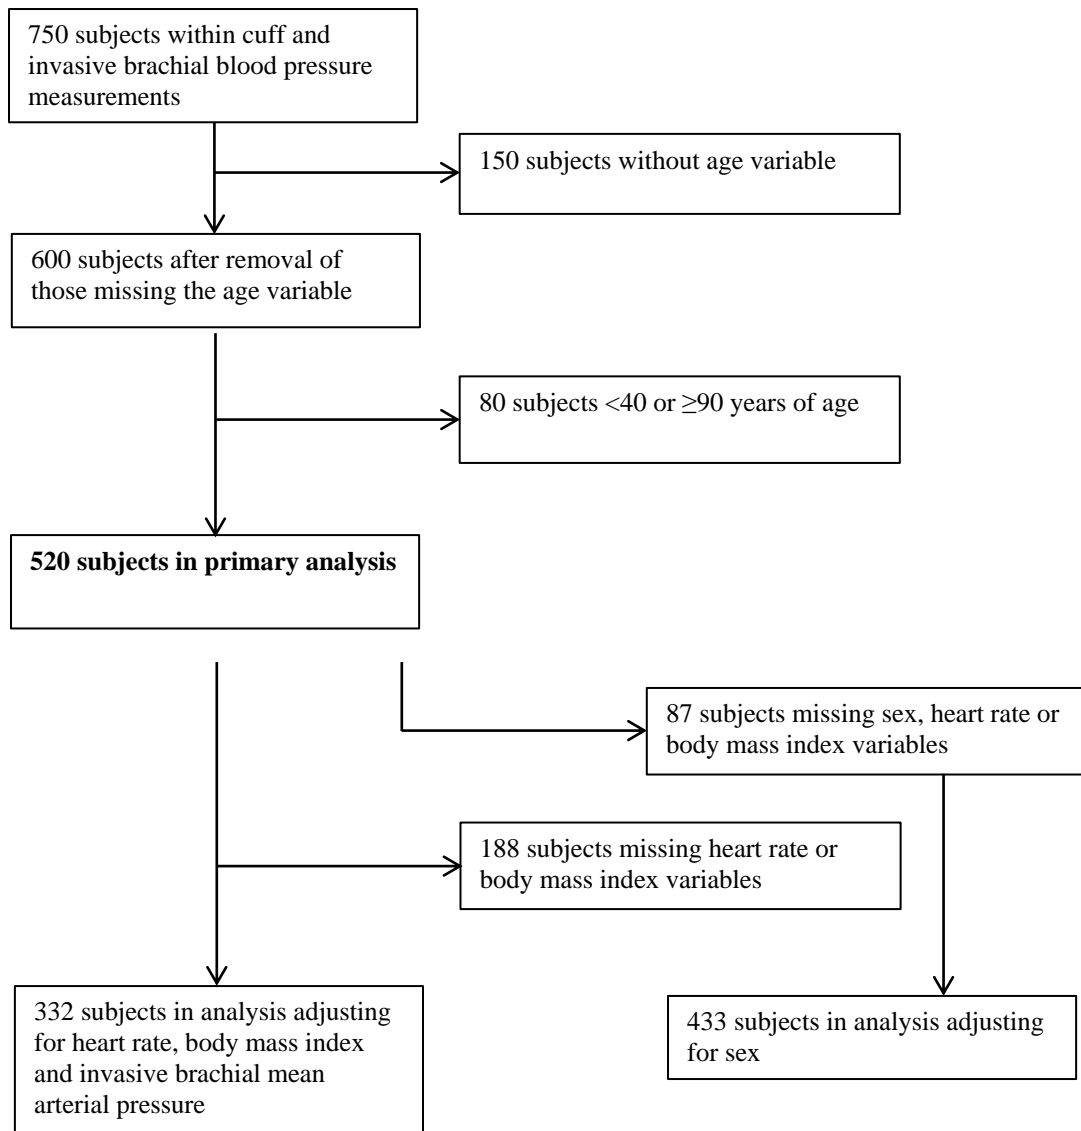 750 subjects within cuff and
invasive brachial blood pressure
measurements
150 subjects without age variable
600 subjects after removal of
those missing the age variable
80 subjects <40 or ≥90 years of age
520 subjects in primary analysis
87 subjects missing sex, heart rate or
body mass index variables
188 subjects missing heart rate or
body mass index variables
332 subjects in analysis adjusting
for heart rate, body mass index
and invasive brachial mean
arterial pressure
433 subjects in analysis adjusting
for sex